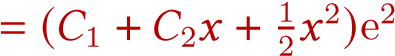 = (C₁ + C₂x + ½x²)e²